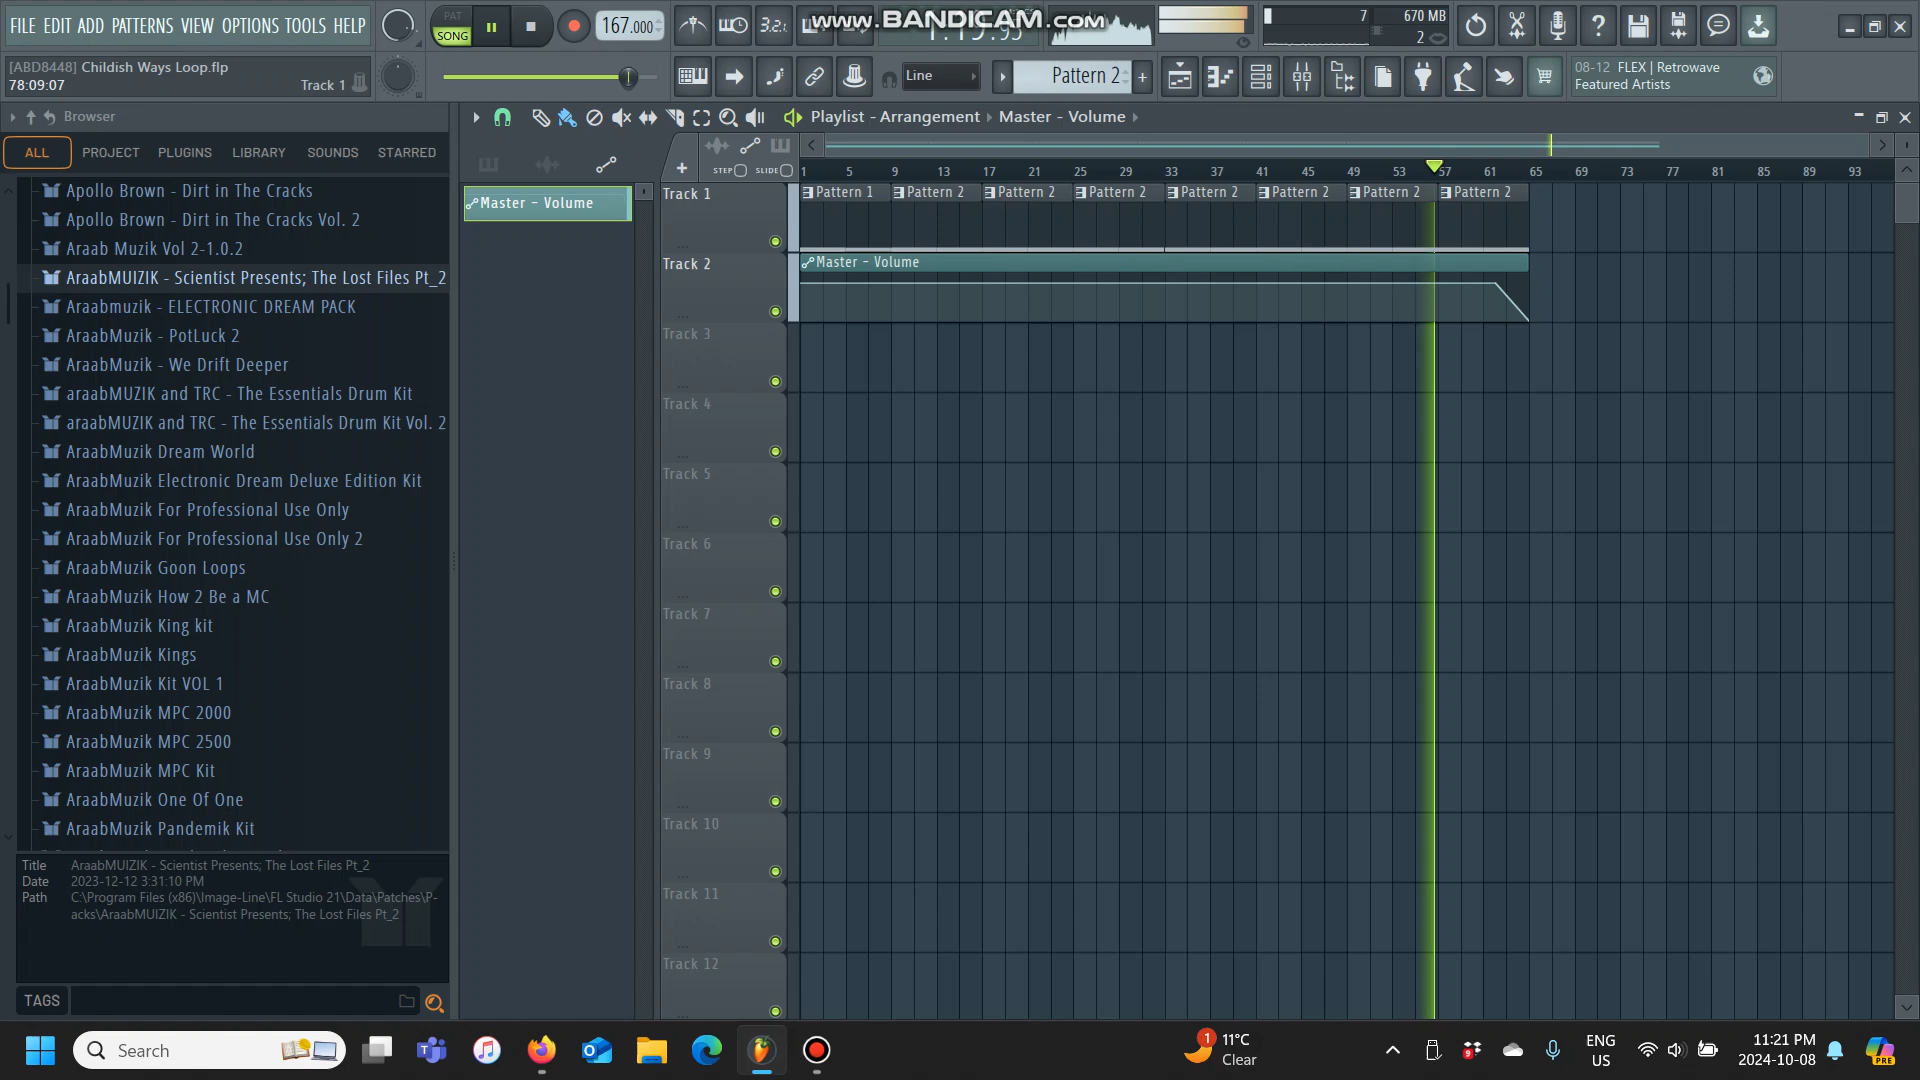 FILE EDIT ADD PATTERNS VIEW OPTIONS TOOLS HELP
PAT
SONG
167.000
3.2.
www.BANDICAM.com
7
670 MB
2
[ABD8448] Childish Ways Loop.flp
78:09:07
Track 1
Line
Pattern 2
08-12 FLEX | Retrowave
Featured Artists
Browser
Playlist - Arrangement › Master - Volume ›
ALL
PROJECT
PLUGINS
LIBRARY
SOUNDS
STARRED
STEP
SLIDE
1 5 9 13 17 21 25 29 33 37 41 45 49 53 57 61 65 69 73 77 81 85 89 93
Apollo Brown - Dirt in The Cracks
Apollo Brown - Dirt in The Cracks Vol. 2
Araab Muzik Vol 2-1.0.2
AraabMUIZIK - Scientist Presents; The Lost Files Pt_2
Araabmuzik - ELECTRONIC DREAM PACK
AraabMuzik - PotLuck 2
AraabMuzik - We Drift Deeper
araabMUZIK and TRC - The Essentials Drum Kit
araabMUZIK and TRC - The Essentials Drum Kit Vol. 2
AraabMuzik Dream World
AraabMuzik Electronic Dream Deluxe Edition Kit
AraabMuzik For Professional Use Only
AraabMuzik For Professional Use Only 2
AraabMuzik Goon Loops
AraabMuzik How 2 Be a MC
AraabMuzik King kit
AraabMuzik Kings
AraabMuzik Kit VOL 1
AraabMuzik MPC 2000
AraabMuzik MPC 2500
AraabMuzik MPC Kit
AraabMuzik One Of One
AraabMuzik Pandemik Kit
Master - Volume
Track 1
Pattern 1
Pattern 2
Pattern 2
Pattern 2
Pattern 2
Pattern 2
Pattern 2
Pattern 2
Track 2
Master - Volume
Track 3
Track 4
Track 5
Track 6
Track 7
Track 8
Track 9
Track 10
Track 11
Track 12
Title AraabMUIZIK - Scientist Presents; The Lost Files Pt_2
Date 2023-12-12 3:31:10 PM
Path C:\Program Files (x86)\Image-Line\FL Studio 21\Data\Patches\P-
acks\AraabMUIZIK - Scientist Presents; The Lost Files Pt_2
TAGS
Search
1
11°C
Clear
9
ENG
US
11:21 PM
2024-10-08
PRE